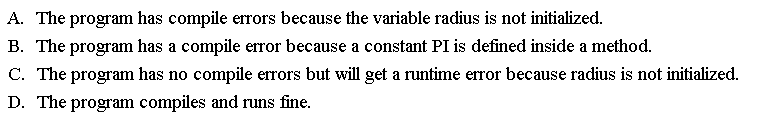 A. The program has compile errors because the variable radius is not initialized.
B. The program has a compile error because a constant PI is defined inside a method.
C. The program has no compile errors but will get a runtime error because radius is not initialized.
D. The program compiles and runs fine.